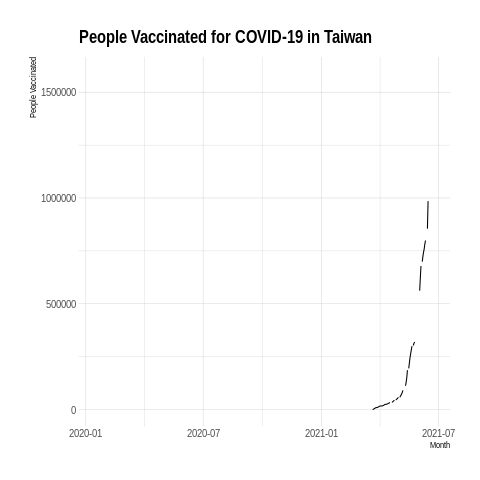 People Vaccinated for COVID-19 in Taiwan
People Vaccinated
1500000
1000000
500000
0
2020-01 2020-07 2021-01 2021-07
Month